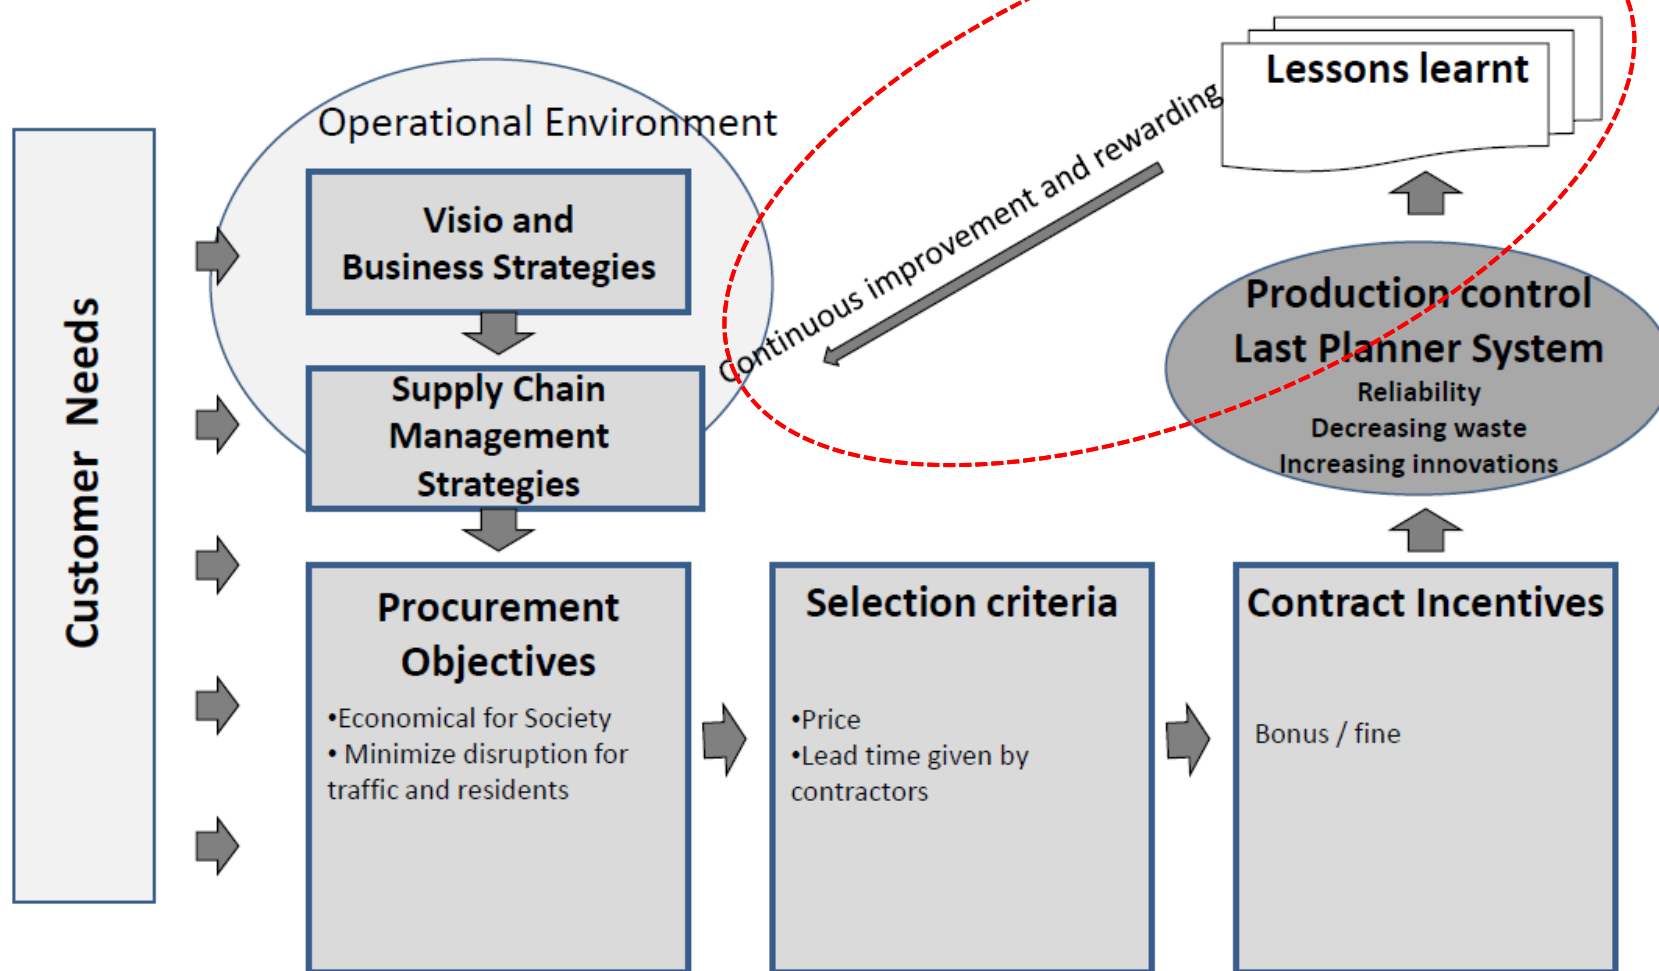 Customer Needs
Operational Environment
Visio and
Business Strategies
Supply Chain
Management
Strategies
Procurement
Objectives
•Economical for Society
• Minimize disruption for
traffic and residents
Selection criteria
•Price
•Lead time given by
contractors
Contract Incentives
Bonus / fine
Production control
Last Planner System
Reliability
Decreasing waste
Increasing innovations
Lessons learnt
Continuous improvement and rewarding